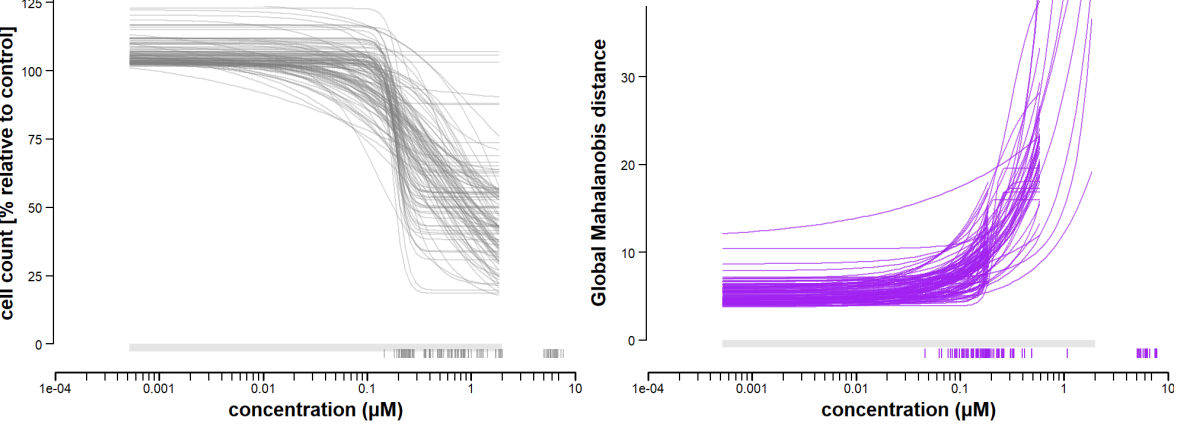 cell count [% relative to control]
125
100
75
50
25
0
1e-04 0.001 0.01 0.1 1 10
concentration (µM)
Global Mahalanobis distance
30
20
10
0
1e-04 0.001 0.01 0.1 1 10
concentration (µM)